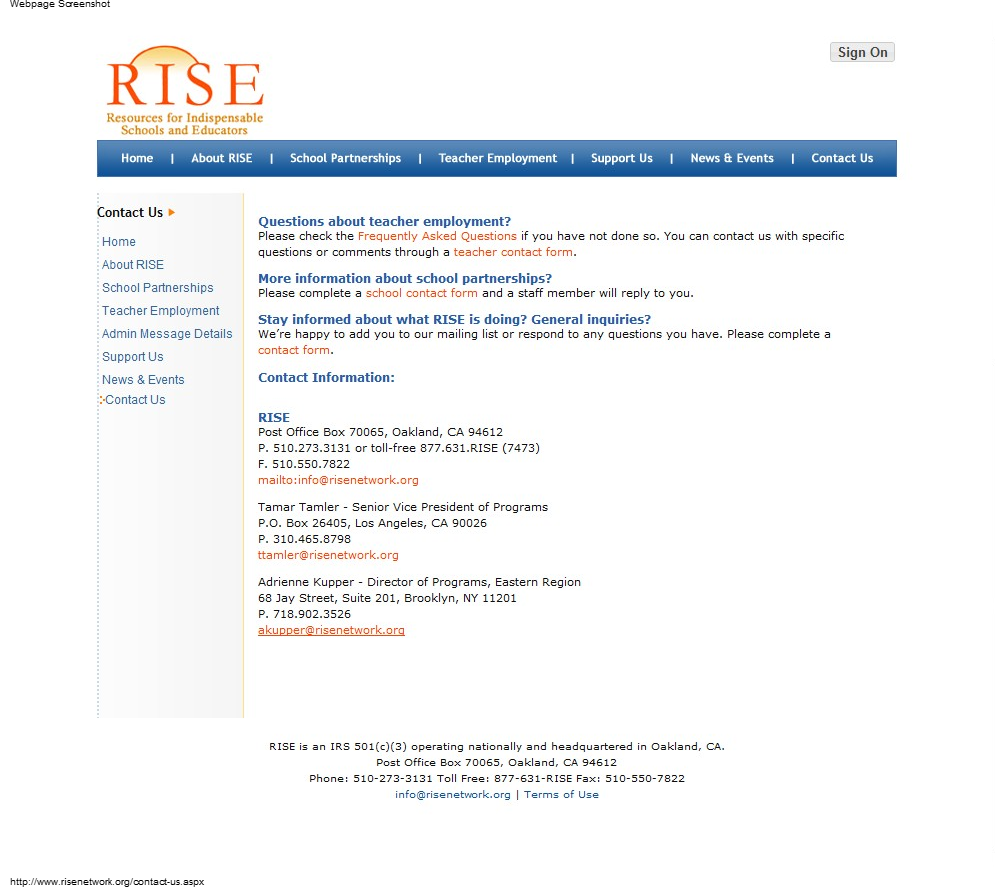 Webpage Screenshot
Sign On
RISE
Resources for Indispensable
Schools and Educators
Home | About RISE | School Partnerships | Teacher Employment | Support Us | News & Events | Contact Us
Contact Us
Home
About RISE
School Partnerships
Teacher Employment
Admin Message Details
Support Us
News & Events
Contact Us
Questions about teacher employment?
Please check the Frequently Asked Questions if you have not done so. You can contact us with specific
questions or comments through a teacher contact form.
More information about school partnerships?
Please complete a school contact form and a staff member will reply to you.
Stay informed about what RISE is doing? General inquiries?
We're happy to add you to our mailing list or respond to any questions you have. Please complete a
contact form.
Contact Information:
RISE
Post Office Box 70065, Oakland, CA 94612
P. 510.273.3131 or toll-free 877.631.RISE (7473)
F. 510.550.7822
mailto:info@risenetwork.org
Tamar Tamler - Senior Vice President of Programs
P.O. Box 26405, Los Angeles, CA 90026
P. 310.465.8798
ttamler@risenetwork.org
Adrienne Kupper - Director of Programs, Eastern Region
68 Jay Street, Suite 201, Brooklyn, NY 11201
P. 718.902.3526
akupper@risenetwork.org
RISE is an IRS 501(c)(3) operating nationally and headquartered in Oakland, CA.
Post Office Box 70065, Oakland, CA 94612
Phone: 510-273-3131 Toll Free: 877-631-RISE Fax: 510-550-7822
info@risenetwork.org | Terms of Use
http://www.risenetwork.org/contact-us.aspx